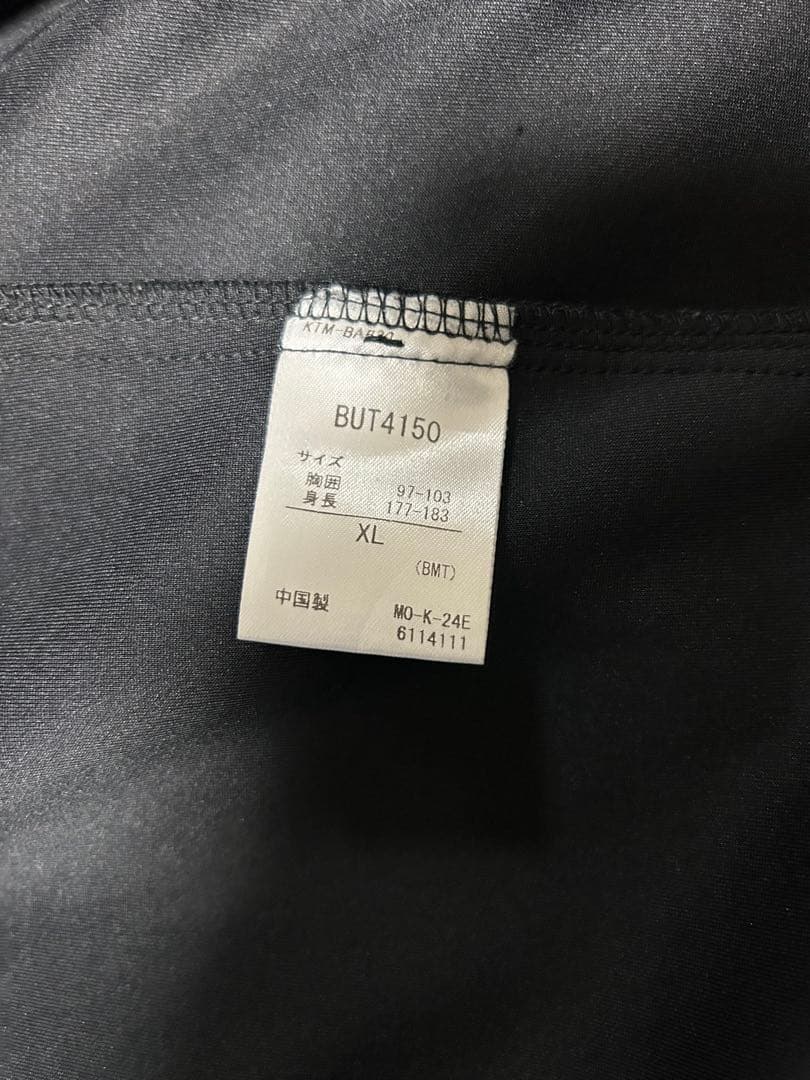 BUT4150
サイズ
胸囲 97-103
身長 177-183
XL
(BMT)
中国製 MO-K-24E
6114111